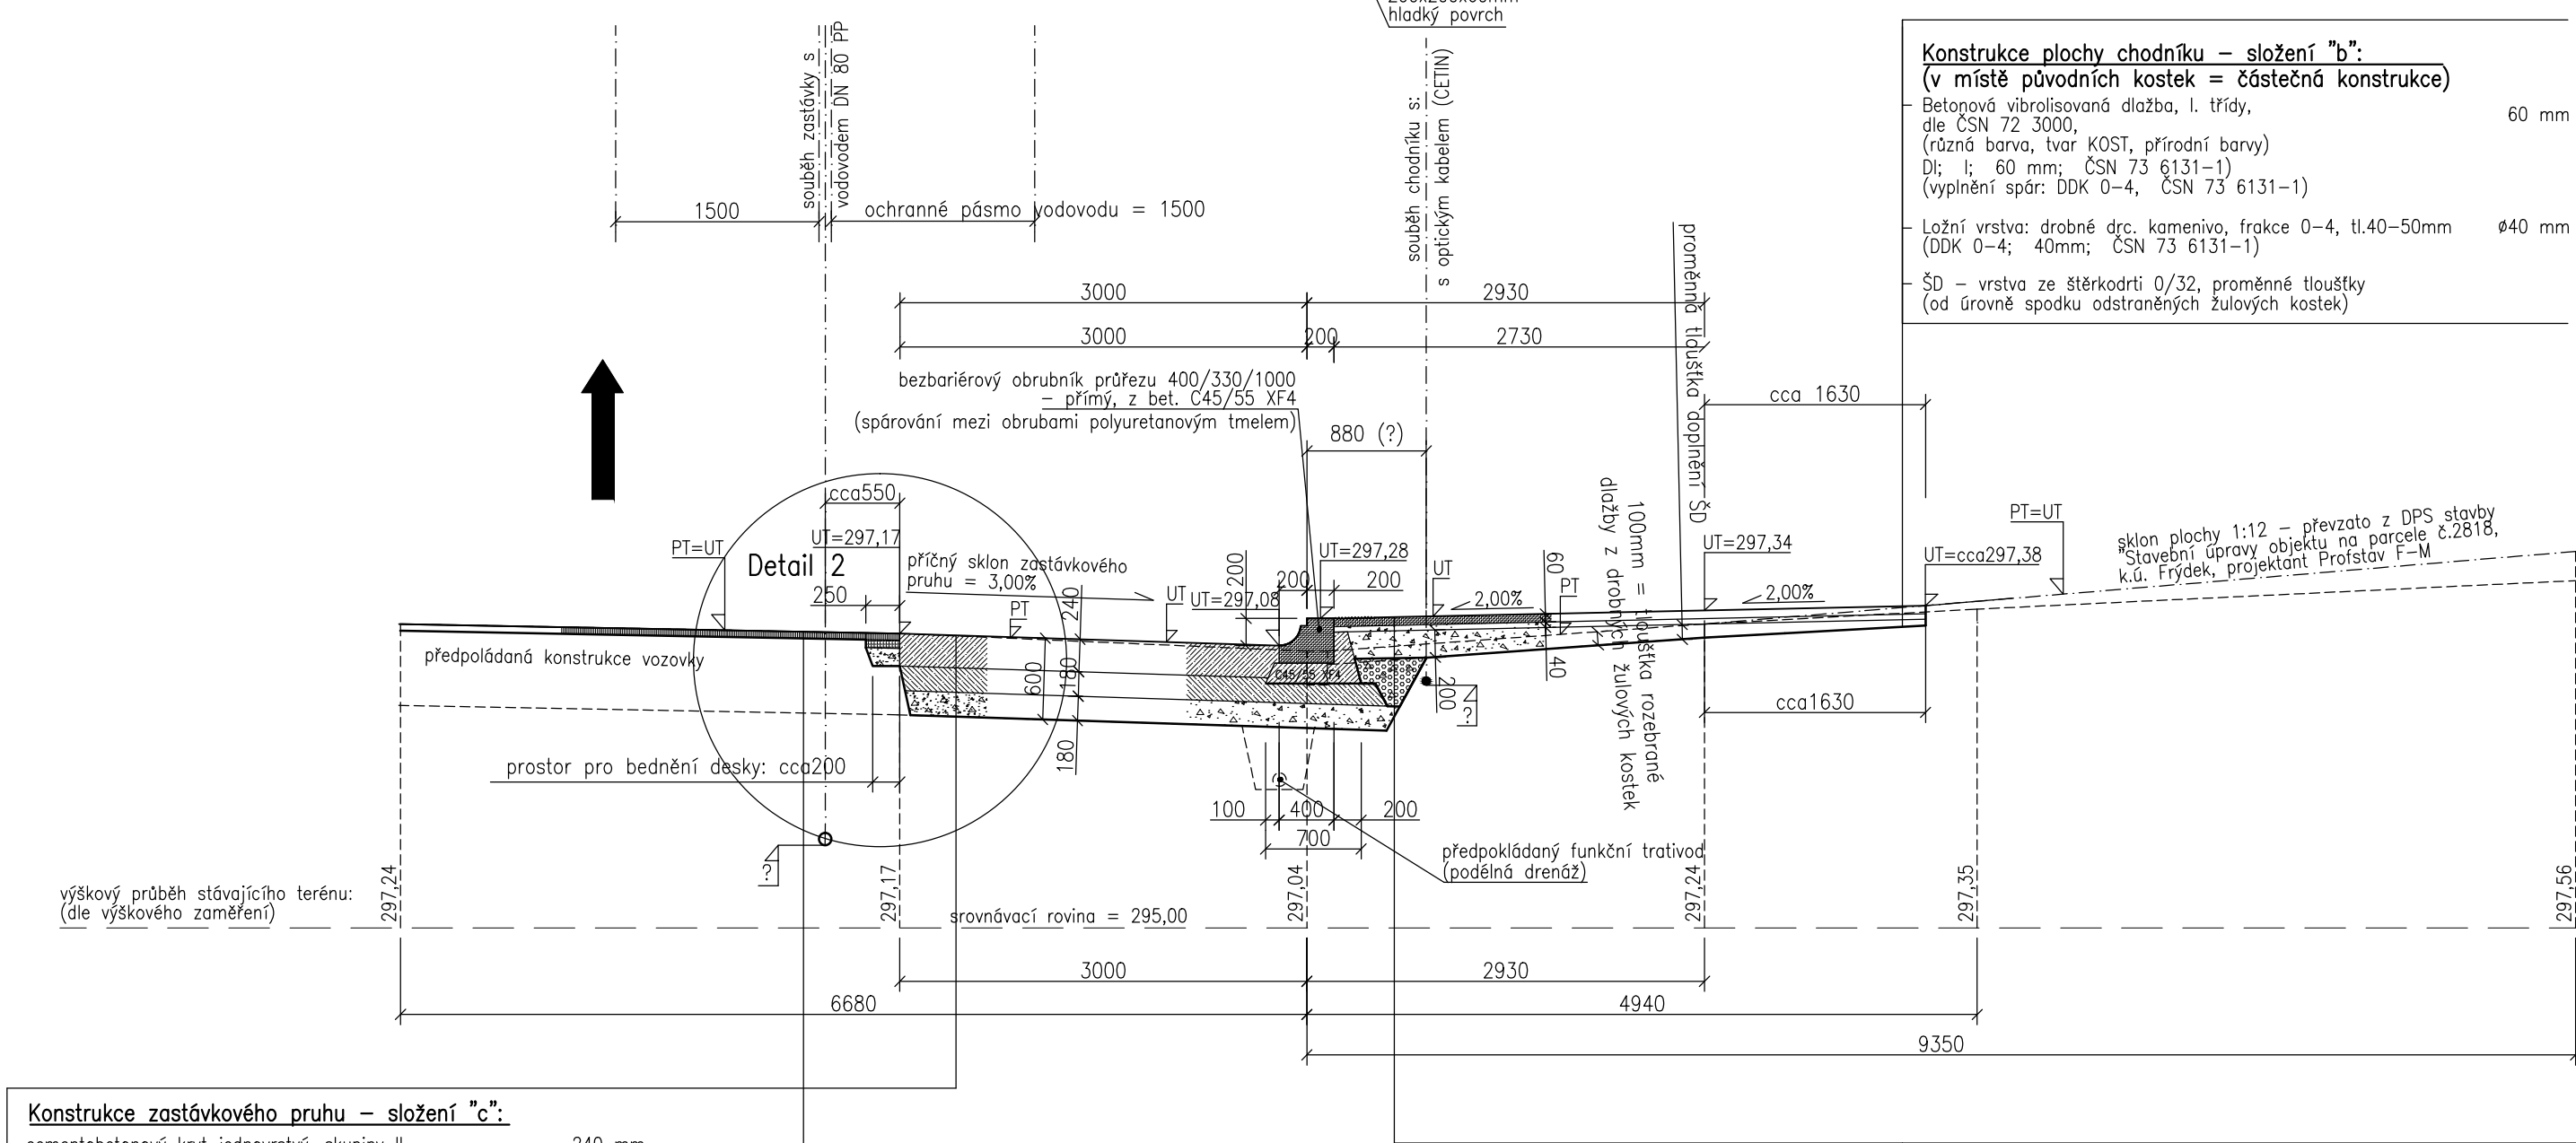 hladký povrch
souběh zastávky s
vodovodem DN 80 PP
1500
ochranné pásmo vodovodu = 1500
souběh chodníku s:
s optickým kabelem (CETIN)
Konstrukce plochy chodníku – složení "b":
(v místě původních kostek = částečná konstrukce)
Betonová vibrolisovaná dlažba, I. třídy,
60 mm
dle ČSN 72 3000,
(různá barva, tvar KOST, přírodní barvy)
Dl; I; 60 mm; ČSN 73 6131-1)
(vyplnění spár: DDK 0-4, ČSN 73 6131-1)
Ložní vrstva: drobné drc. kamenivo, frakce 0-4, tl.40-50mm
ø40 mm
(DDK 0-4; 40mm; ČSN 73 6131-1)
ŠD – vrstva ze štěrkodrti 0/32, proměnné tloušťky
(od úrovně spodku odstraněných žulových kostek)
3000
2930
3000
200
2730
proměnná tloušťka doplnění ŠD
bezbariérový obrubník průřezu 400/330/1000
– přímý, z bet. C45/55 XF4
(spárování mezi obrubami polyuretanovým tmelem)
880 (?)
cca 1630
cca550
PT=UT
UT=297,17
Detail 2
250
příčný sklon zastávkového
pruhu = 3,00%
PT
240
UT
UT=297,08
200
200
200
UT=297,28
UT
2,00%
60
PT
40
100mm = tloušťka rozebrané
dlažby z drobných žulových kostek
UT=297,34
2,00%
UT=cca297,38
PT=UT
sklon plochy 1:12 – převzato z DPS stavby
"Stavební úpravy objektu na parcele č.2818,
k.ú. Frýdek, projektant Profstav F-M
předpoládaná konstrukce vozovky
600
180
180
C45/55 XF4
200
?
cca1630
prostor pro bednění desky: cca200
100
400
200
700
?
předpokládaný funkční trativod
(podélná drenáž)
výškový průběh stávajícího terénu:
(dle výškového zaměření)
297,24
297,17
297,04
297,24
297,35
297,56
srovnávací rovina = 295,00
3000
2930
6680
4940
9350
Konstrukce zastávkového pruhu – složení "c":
240 mm